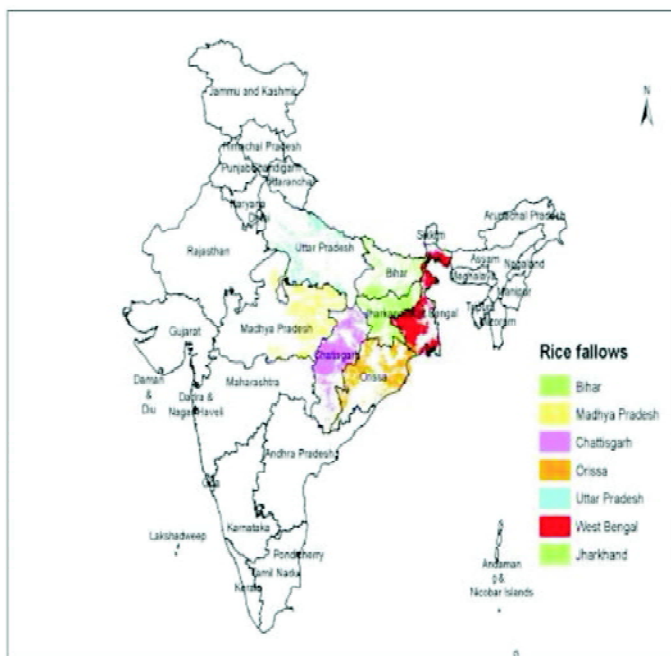 N
Jammu and Kashmir
Himachal Pradesh
Punjab
Chandigarh
Uttaranchal
Haryana
Delhi
Rajasthan
Uttar Pradesh
Bihar
Sikkim
Arunachal Pradesh
Assam
Nagaland
Meghalaya
Manipur
Tripura
Mizoram
Jharkhand
West Bengal
Gujarat
Madhya Pradesh
Chattisgarh
Orissa
Daman
&
Diu
Dadra &
Nagar Haveli
Maharashtra
Andhra Pradesh
Goa
Karnataka
Lakshadweep
Pondicherry
Tamil Nadu
Kerala
Andaman
&
Nicobar Islands
Rice fallows
Bihar
Madhya Pradesh
Chattisgarh
Orissa
Uttar Pradesh
West Bengal
Jharkhand